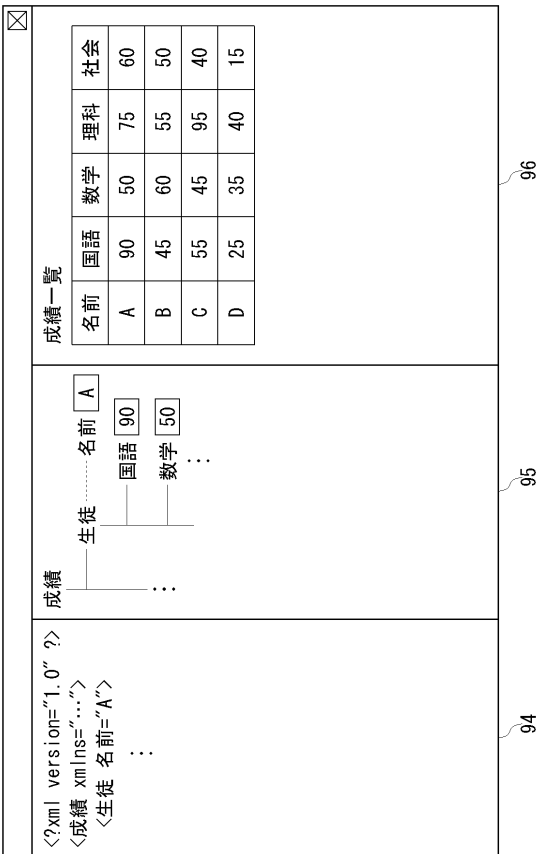 <?xml version="1.0" ?>
<成績 xmlns="…">
<生徒 名前="A">
⋮
94
成績
生徒 名前 A
国語 90
数学 50
⋮
⋮
95
成績一覧
名前 国語 数学 理科 社会
A 90 50 75 60
B 45 60 55 50
C 55 45 95 40
D 25 35 40 15
96